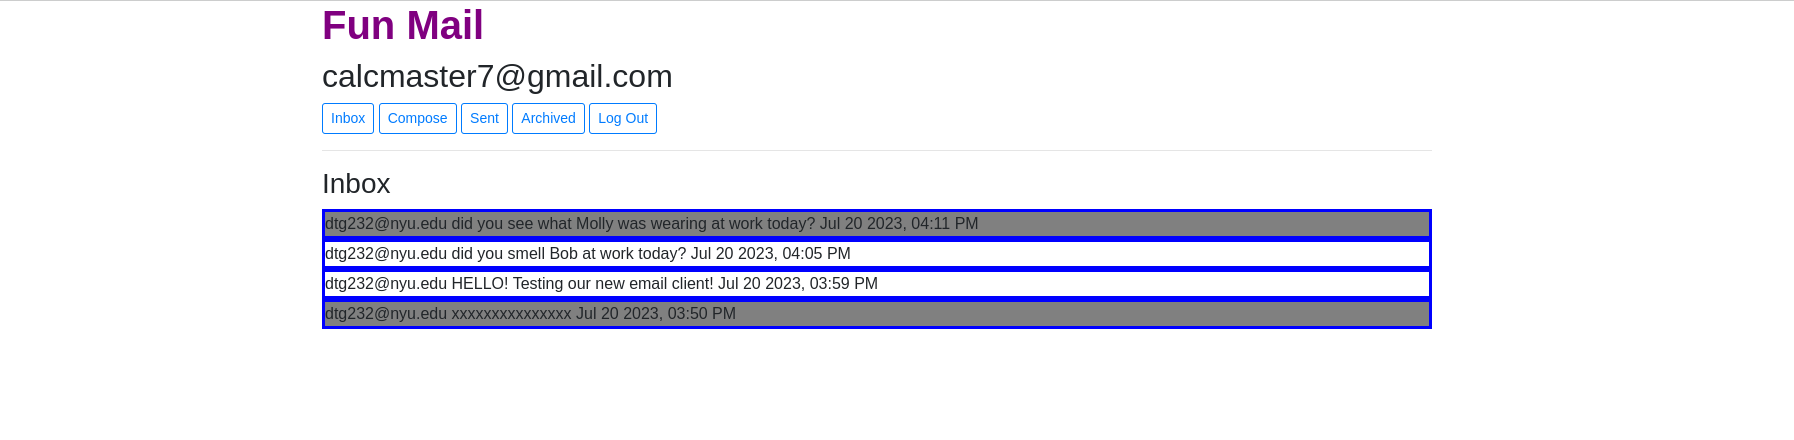 Fun Mail
calcmaster7@gmail.com
Inbox Compose Sent Archived Log Out
Inbox
dtg232@nyu.edu did you see what Molly was wearing at work today? Jul 20 2023, 04:11 PM
dtg232@nyu.edu did you smell Bob at work today? Jul 20 2023, 04:05 PM
dtg232@nyu.edu HELLO! Testing our new email client! Jul 20 2023, 03:59 PM
dtg232@nyu.edu xxxxxxxxxxxxxxx Jul 20 2023, 03:50 PM